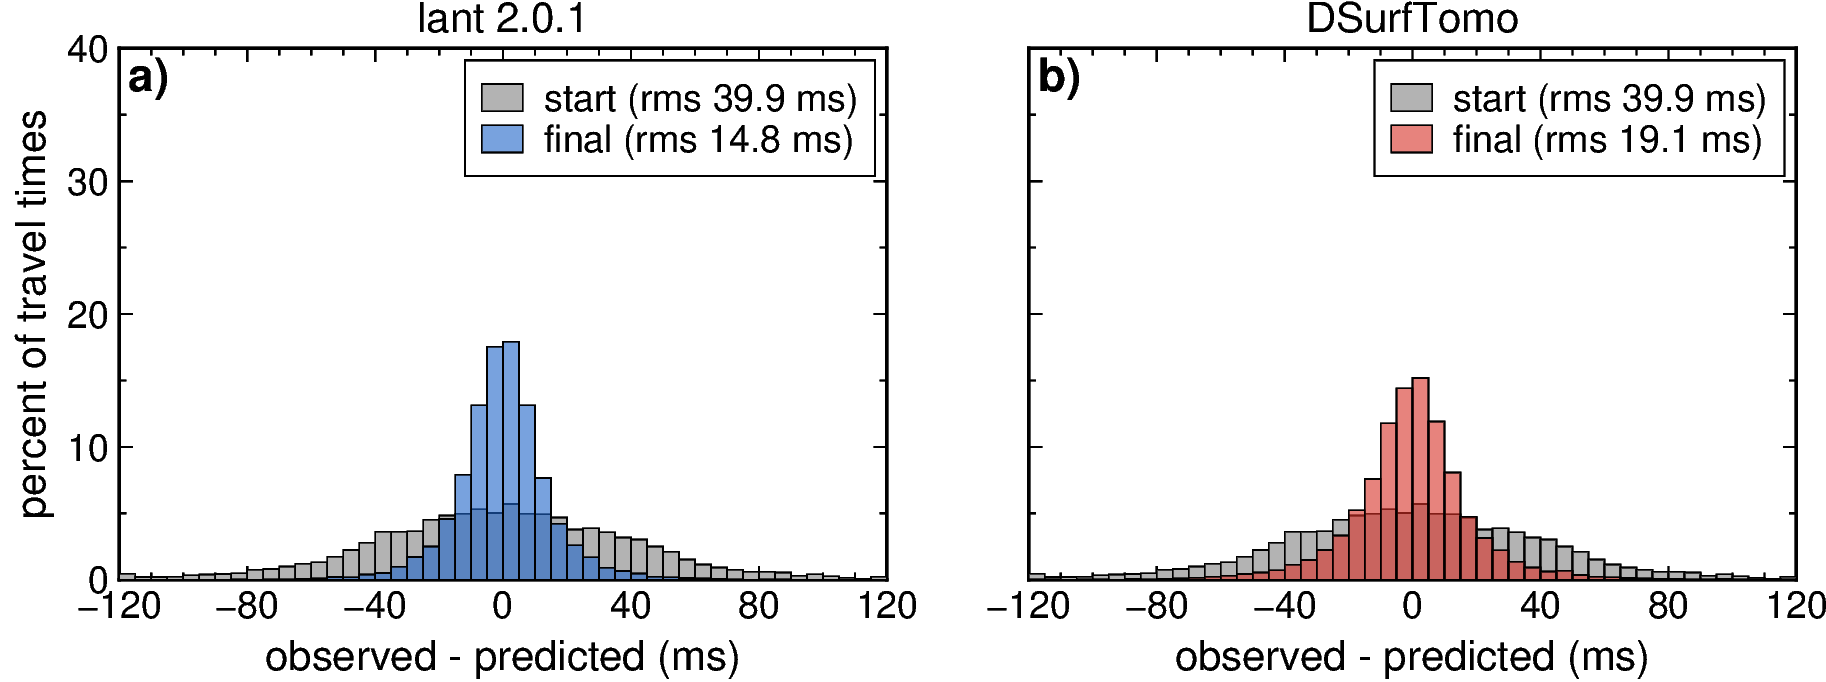 lant 2.0.1
a)
start (rms 39.9 ms)
final (rms 14.8 ms)
percent of travel times
40
30
20
10
0
−120 −80 −40 0 40 80 120
observed - predicted (ms)
DSurfTomo
b)
start (rms 39.9 ms)
final (rms 19.1 ms)
−120 −80 −40 0 40 80 120
observed - predicted (ms)